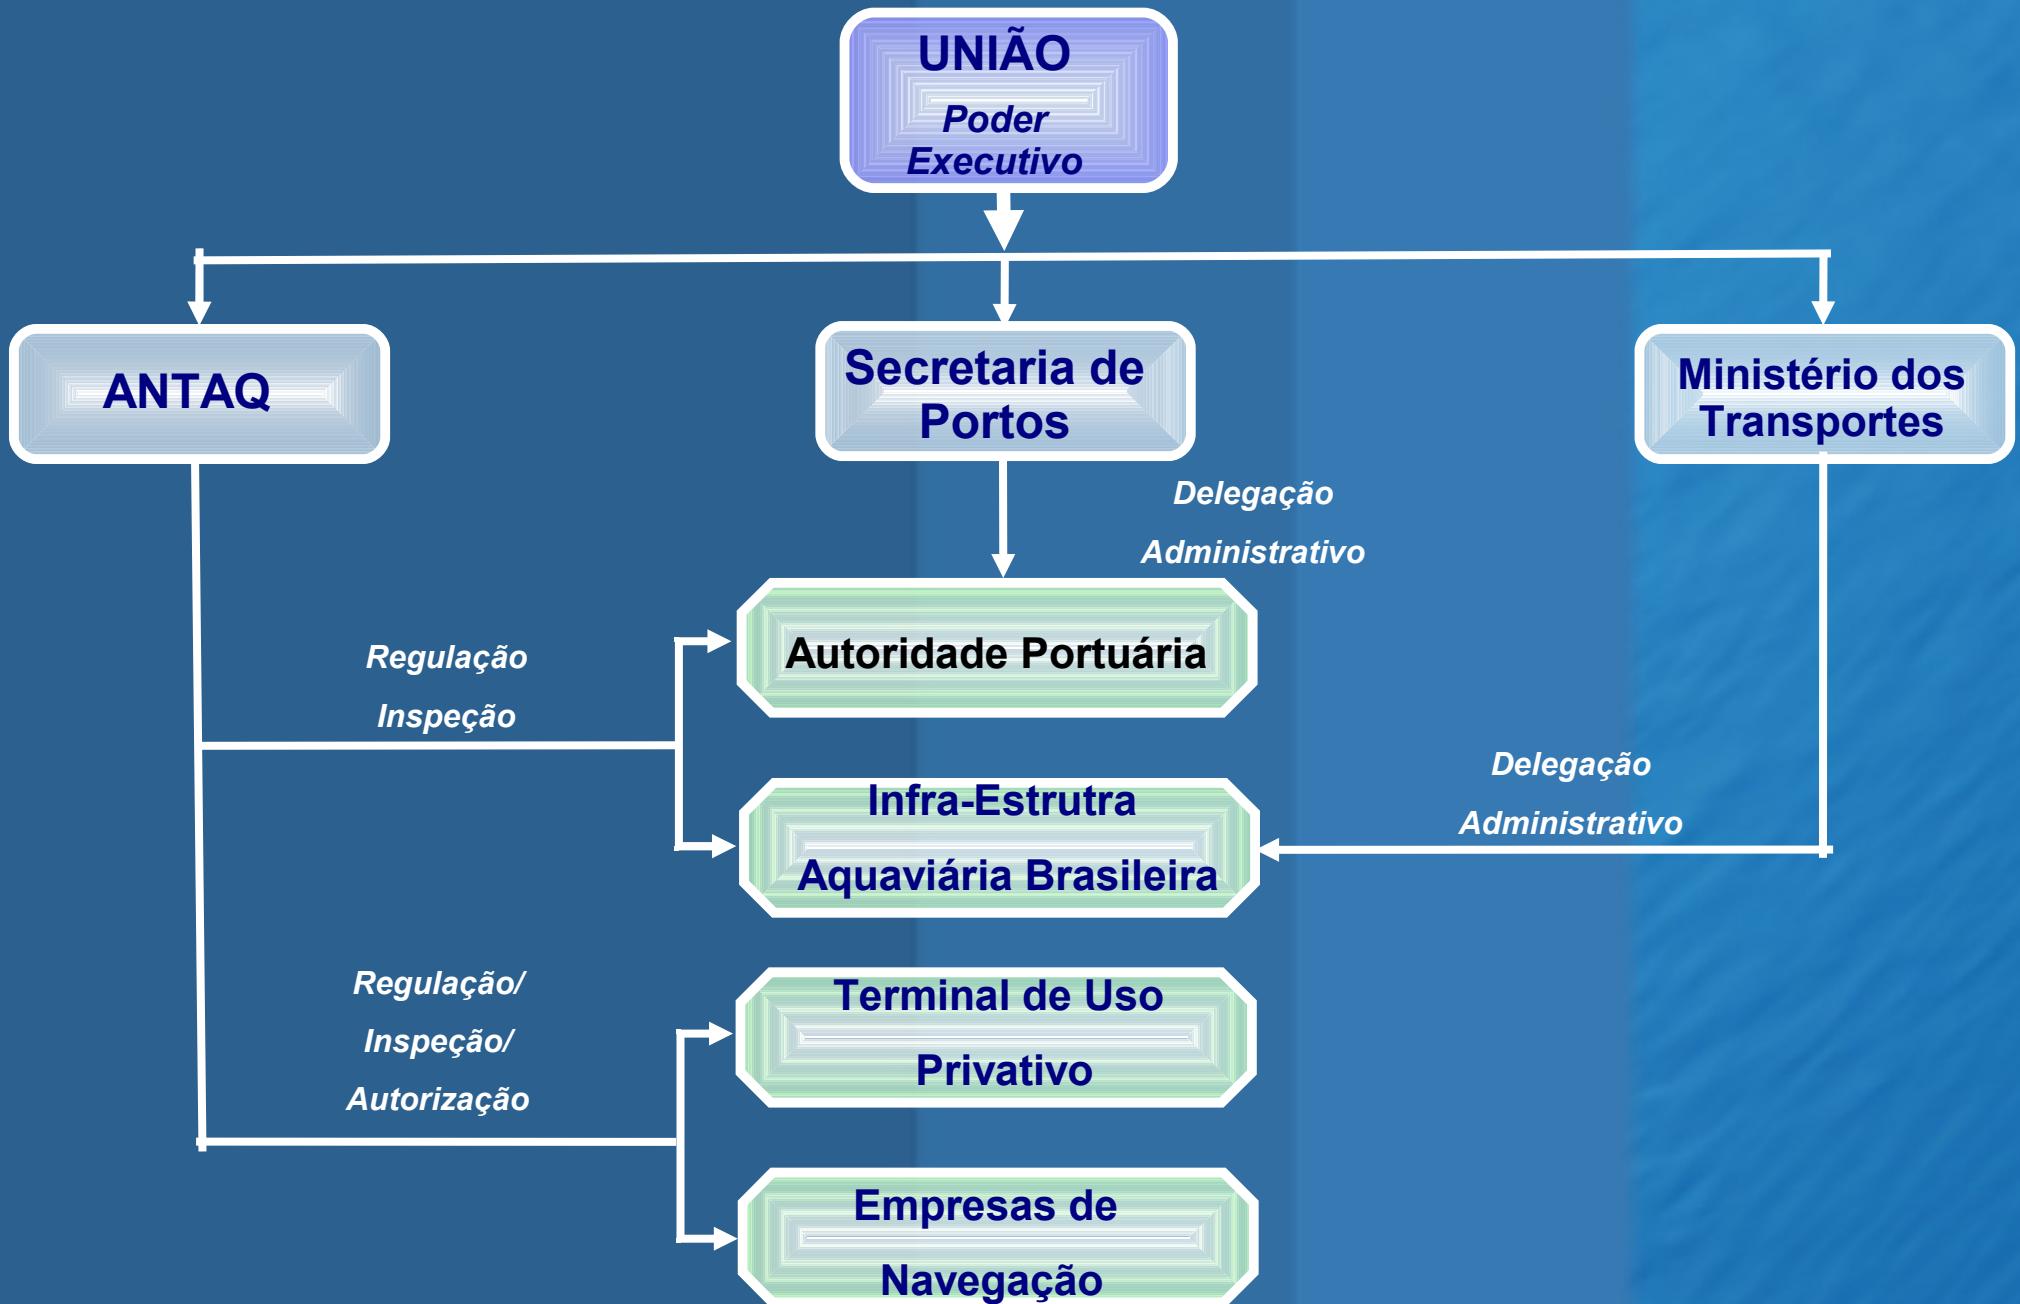 UNIÃO
Poder
Executivo
ANTAQ
Secretaria de
Portos
Ministério dos
Transportes
Delegação
Administrativo
Autoridade Portuária
Regulação
Inspeção
Delegação
Administrativo
Infra-Estrutra
Aquaviária Brasileira
Regulação/
Inspeção/
Autorização
Terminal de Uso
Privativo
Empresas de
Navegação